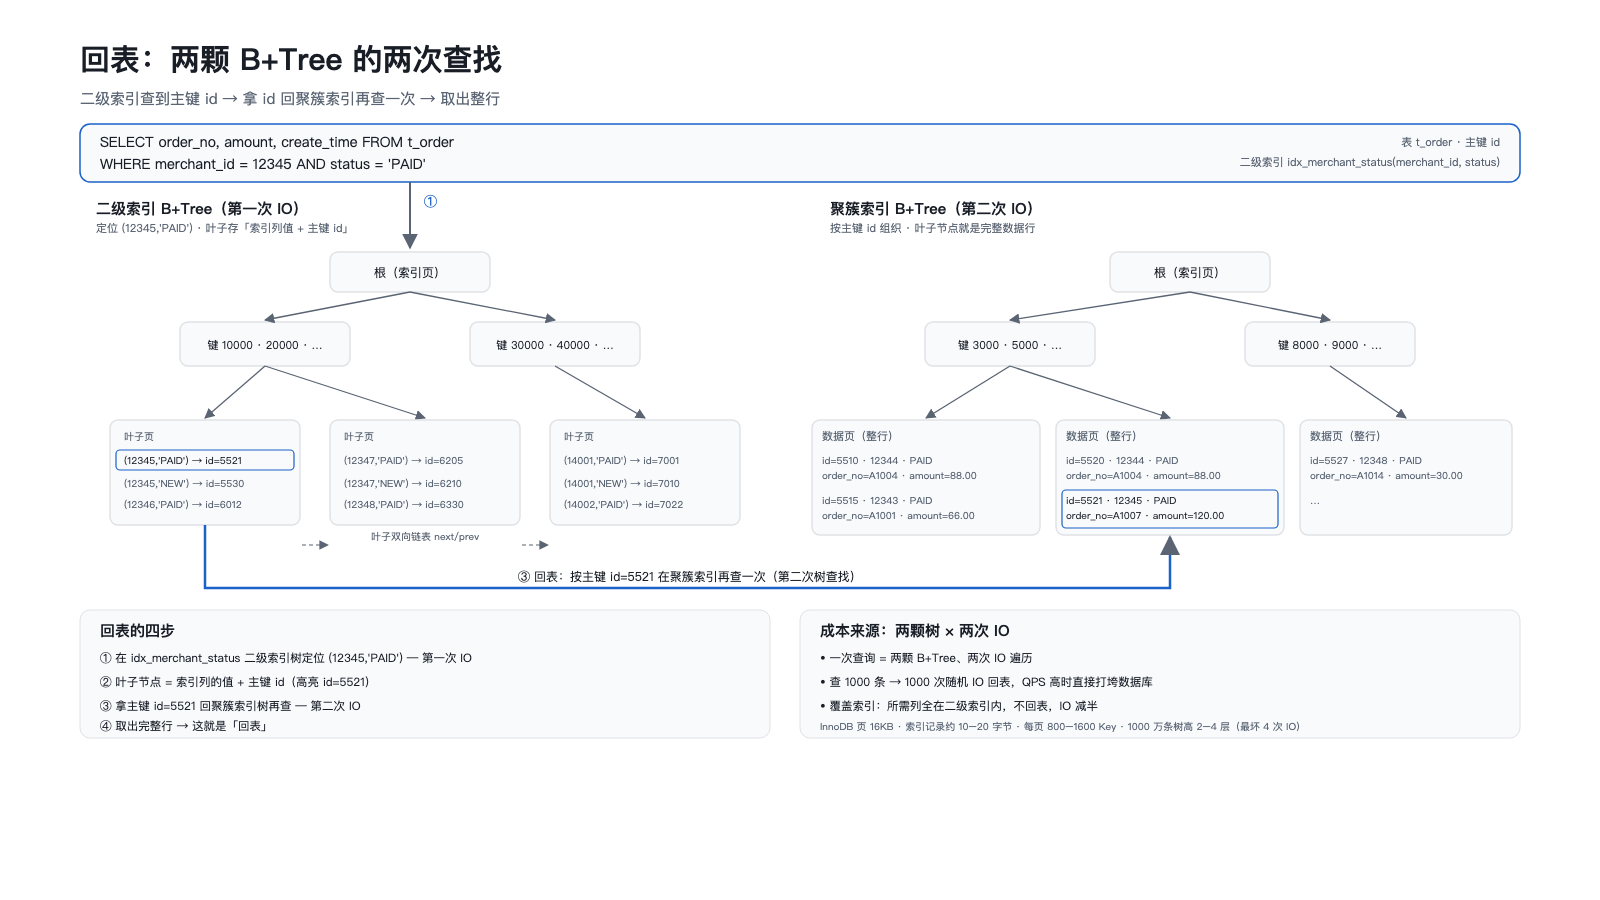 回表：两颗 B+Tree 的两次查找
二级索引查到主键 id → 拿 id 回聚簇索引再查一次 → 取出整行
SELECT order_no, amount, create_time FROM t_order
WHERE merchant_id = 12345 AND status = 'PAID'
表 t_order · 主键 id
二级索引 idx_merchant_status(merchant_id, status)
①
二级索引 B+Tree（第一次 IO）
定位 (12345,'PAID') · 叶子存「索引列值 + 主键 id」
根（索引页）
键 10000 · 20000 · …
键 30000 · 40000 · …
叶子页
(12345,'PAID') → id=5521
(12345,'NEW') → id=5530
(12346,'PAID') → id=6012
叶子页
(12347,'PAID') → id=6205
(12347,'NEW') → id=6210
(12348,'PAID') → id=6330
叶子页
(14001,'PAID') → id=7001
(14001,'NEW') → id=7010
(14002,'PAID') → id=7022
叶子双向链表 next/prev
聚簇索引 B+Tree（第二次 IO）
按主键 id 组织 · 叶子节点就是完整数据行
根（索引页）
键 3000 · 5000 · …
键 8000 · 9000 · …
数据页（整行）
id=5510 · 12344 · PAID
order_no=A1004 · amount=88.00
id=5515 · 12343 · PAID
order_no=A1001 · amount=66.00
数据页（整行）
id=5520 · 12344 · PAID
order_no=A1004 · amount=88.00
id=5521 · 12345 · PAID
order_no=A1007 · amount=120.00
数据页（整行）
id=5527 · 12348 · PAID
order_no=A1014 · amount=30.00
…
③ 回表：按主键 id=5521 在聚簇索引再查一次（第二次树查找）
回表的四步
① 在 idx_merchant_status 二级索引树定位 (12345,'PAID') — 第一次 IO
② 叶子节点 = 索引列的值 + 主键 id（高亮 id=5521）
③ 拿主键 id=5521 回聚簇索引树再查 — 第二次 IO
④ 取出完整行 → 这就是「回表」
成本来源：两颗树 × 两次 IO
• 一次查询 = 两颗 B+Tree、两次 IO 遍历
• 查 1000 条 → 1000 次随机 IO 回表，QPS 高时直接打垮数据库
• 覆盖索引：所需列全在二级索引内，不回表，IO 减半
InnoDB 页 16KB · 索引记录约 10–20 字节 · 每页 800–1600 Key · 1000 万条树高 2–4 层（最坏 4 次 IO）